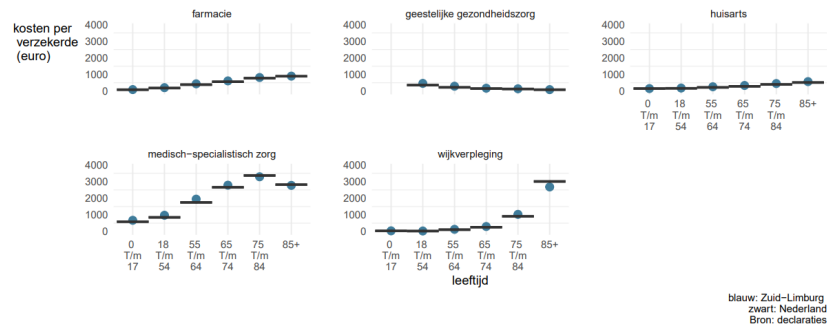 farmacie
geestelijke gezondheidszorg
huisarts
kosten per
verzekerde
(euro)
4000
3000
2000
1000
0
4000
3000
2000
1000
0
4000
3000
2000
1000
0
0
T/m
17
18
T/m
54
55
T/m
64
65
T/m
74
75
T/m
84
85+
medisch−specialistisch zorg
wijkverpleging
4000
3000
2000
1000
0
4000
3000
2000
1000
0
0
T/m
17
18
T/m
54
55
T/m
64
65
T/m
74
75
T/m
84
85+
0
T/m
17
18
T/m
54
55
T/m
64
65
T/m
74
75
T/m
84
85+
leeftijd
blauw: Zuid−Limburg
zwart: Nederland
Bron: declaraties